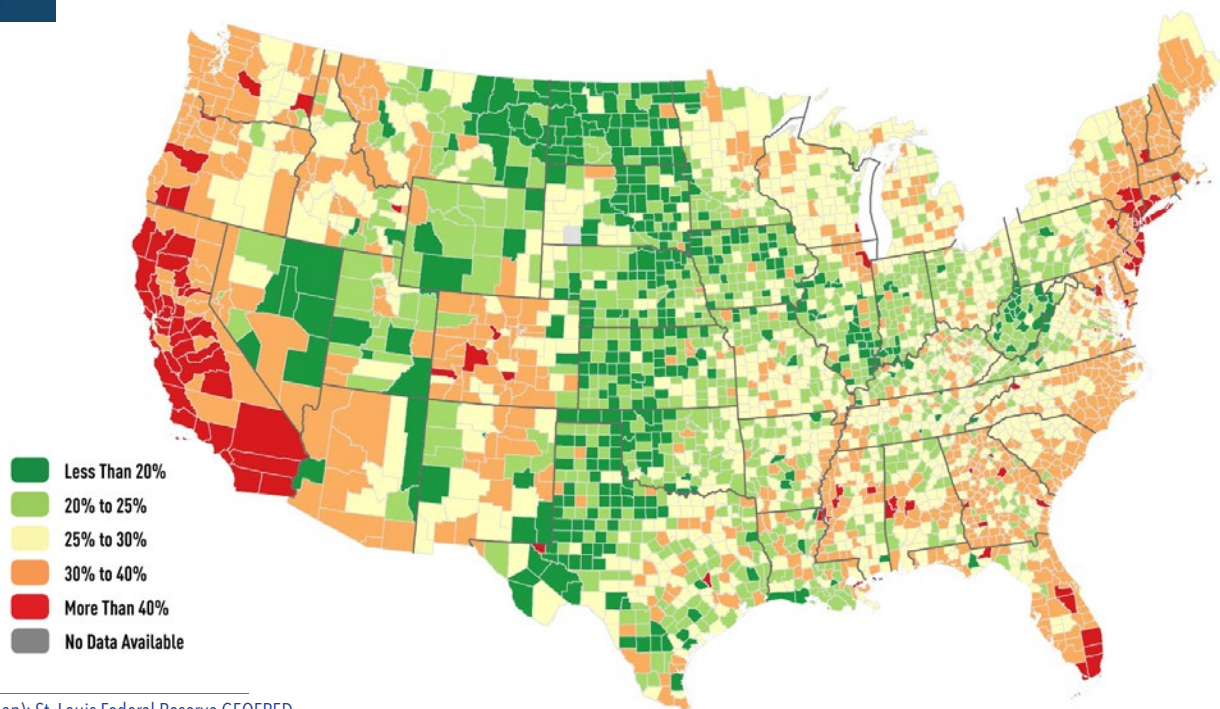 Less Than 20%
20% to 25%
25% to 30%
30% to 40%
More Than 40%
No Data Available
St. Louis Federal Reserve GEOFRED